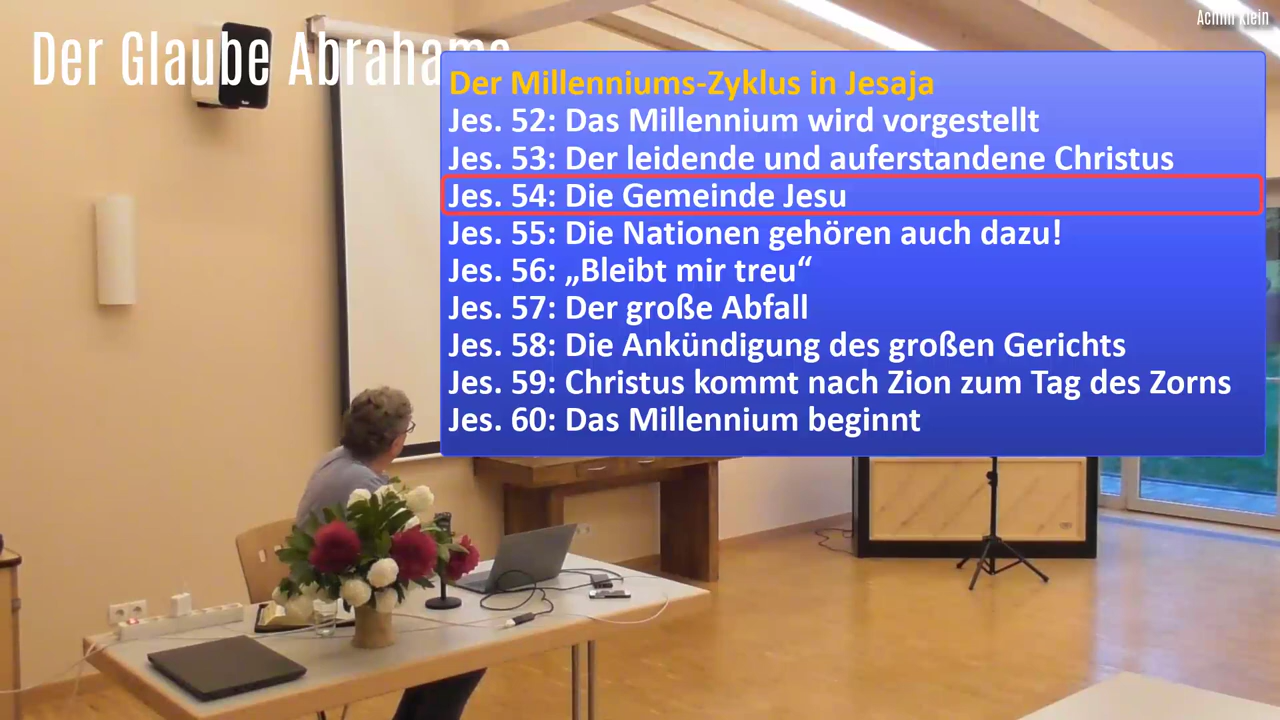 Achim Klein
Der Glaube Abrahams
Der Millenniums-Zyklus in Jesaja
Jes. 52: Das Millennium wird vorgestellt
Jes. 53: Der leidende und auferstandene Christus
Jes. 54: Die Gemeinde Jesu
Jes. 55: Die Nationen gehören auch dazu!
Jes. 56: „Bleibt mir treu“
Jes. 57: Der große Abfall
Jes. 58: Die Ankündigung des großen Gerichts
Jes. 59: Christus kommt nach Zion zum Tag des Zorns
Jes. 60: Das Millennium beginnt